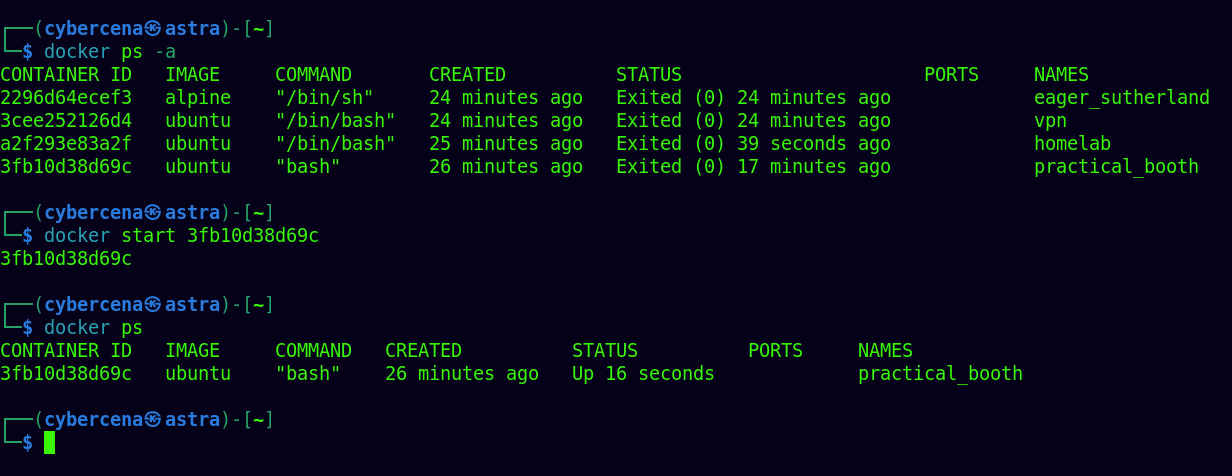 ┌──(cybercena㉿astra)-[~]
└─$ docker ps -a
CONTAINER ID   IMAGE     COMMAND       CREATED          STATUS                      PORTS     NAMES
2296d64ecef3   alpine    "/bin/sh"     24 minutes ago   Exited (0) 24 minutes ago             eager_sutherland
3cee252126d4   ubuntu    "/bin/bash"   24 minutes ago   Exited (0) 24 minutes ago             vpn
a2f293e83a2f   ubuntu    "/bin/bash"   25 minutes ago   Exited (0) 39 seconds ago             homelab
3fb10d38d69c   ubuntu    "bash"        26 minutes ago   Exited (0) 17 minutes ago             practical_booth
┌──(cybercena㉿astra)-[~]
└─$ docker start 3fb10d38d69c
3fb10d38d69c
┌──(cybercena㉿astra)-[~]
└─$ docker ps
CONTAINER ID   IMAGE     COMMAND   CREATED          STATUS          PORTS     NAMES
3fb10d38d69c   ubuntu    "bash"    26 minutes ago   Up 16 seconds             practical_booth
┌──(cybercena㉿astra)-[~]
└─$